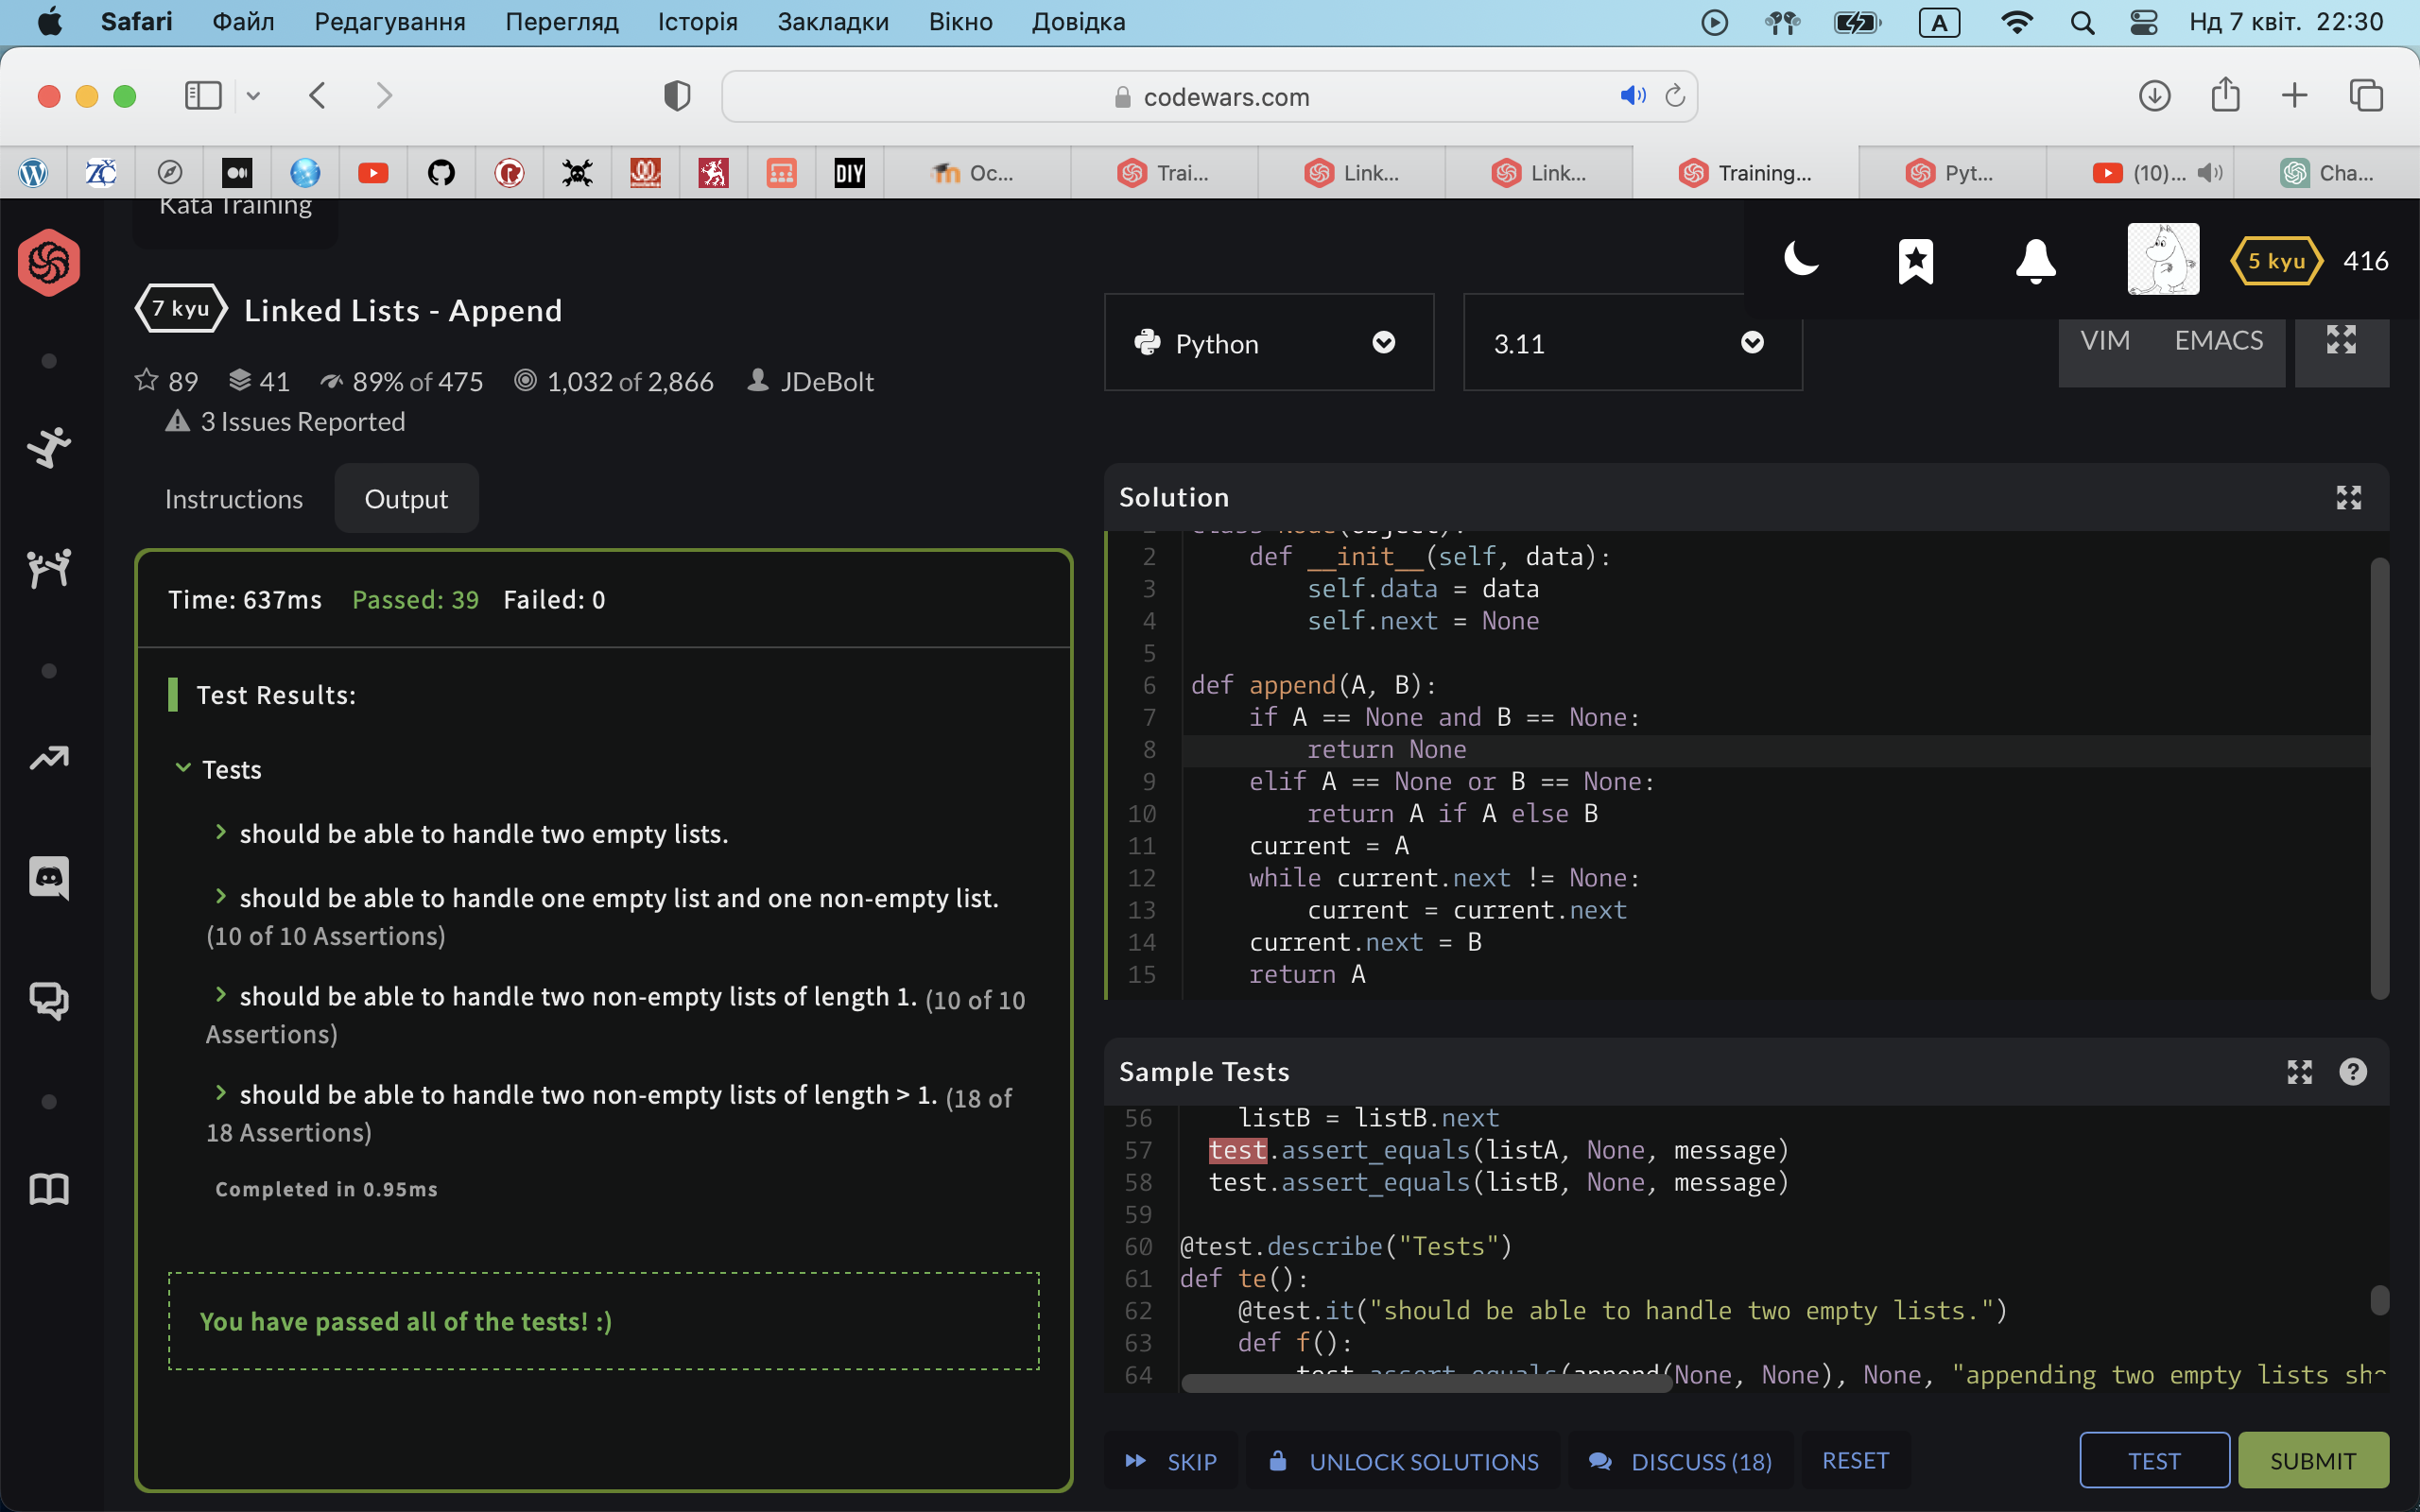 Safari Файл Редагування Перегляд Історія Закладки Вікно Довідка A Нд 7 квіт. 22:30
codewars.com
DIY Oc... Trai... Link... Link... Training... Pyt... (10)... Cha...
Kata Training
5 kyu 416
7 kyu Linked Lists - Append
Python 3.11 VIM EMACS
89 41 89% of 475 1,032 of 2,866 JDeBolt
3 Issues Reported
Instructions Output
Time: 637ms Passed: 39 Failed: 0
Test Results:
Tests
should be able to handle two empty lists.
should be able to handle one empty list and one non-empty list.
(10 of 10 Assertions)
should be able to handle two non-empty lists of length 1. (10 of 10
Assertions)
should be able to handle two non-empty lists of length > 1. (18 of
18 Assertions)
Completed in 0.95ms
You have passed all of the tests! :)
Solution
2 def __init__(self, data):
3 self.data = data
4 self.next = None
5
6 def append(A, B):
7 if A == None and B == None:
8 return None
9 elif A == None or B == None:
10 return A if A else B
11 current = A
12 while current.next != None:
13 current = current.next
14 current.next = B
15 return A
Sample Tests
56 listB = listB.next
57 test.assert_equals(listA, None, message)
58 test.assert_equals(listB, None, message)
59
60 @test.describe("Tests")
61 def te():
62 @test.it("should be able to handle two empty lists.")
63 def f():
64 test.assert_equals(append(None, None), None, "appending two empty lists
SKIP UNLOCK SOLUTIONS DISCUSS (18) RESET TEST SUBMIT